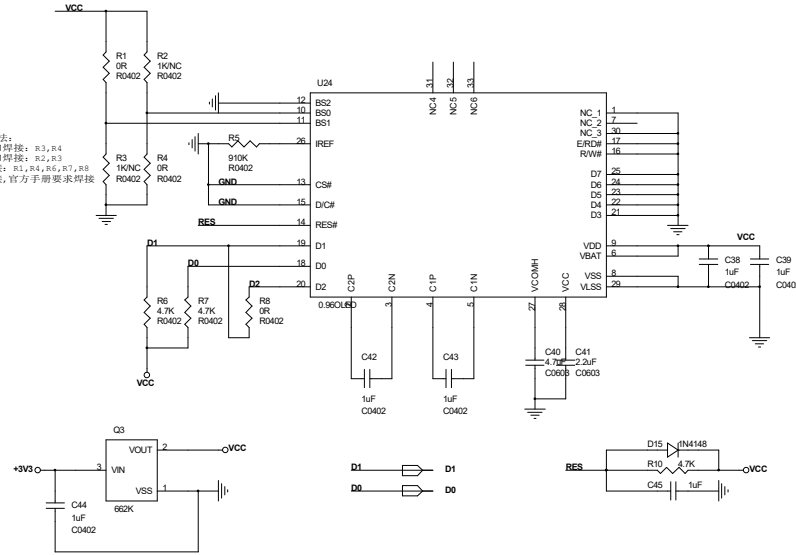 VCC
R1
0R
R0402
R2
1K/NC
R0402
法:
焊接: R3,R4
焊接: R2,R3
: R1,R4,R6,R7,R8
,官方手册要求焊接
R3
1K/NC
R0402
R4
0R
R0402
U24
31
32
33
NC4
NC5
NC6
12
BS2
10
BS0
11
BS1
26
IREF
R5
910K
R0402
GND
13
CS#
GND
15
D/C#
RES
14
RES#
D1
19
D1
D0
18
D0
D2
20
D2
R6
4.7K
R0402
R7
4.7K
R0402
R8
0R
R0402
VCC
NC_1
1
NC_2
7
NC_3
30
E/RD#
17
R/W#
16
D7
25
D6
24
D5
23
D4
22
D3
21
VDD
9
VBAT
6
VSS
8
VLSS
29
VCC
C38
1uF
C0402
C39
1uF
C040
C2P
C2N
C1P
C1N
VCOMH
VCC
3
4
5
27
28
C42
1uF
C0402
C43
1uF
C0402
C40
C0603
C41
2.2uF
C0603
Q3
+3V3
3
VIN
VOUT
2
VCC
VSS
1
662K
C44
1uF
C0402
D1
D1
D0
D0
D15
1N4148
RES
R10
4.7K
VCC
C45
1uF